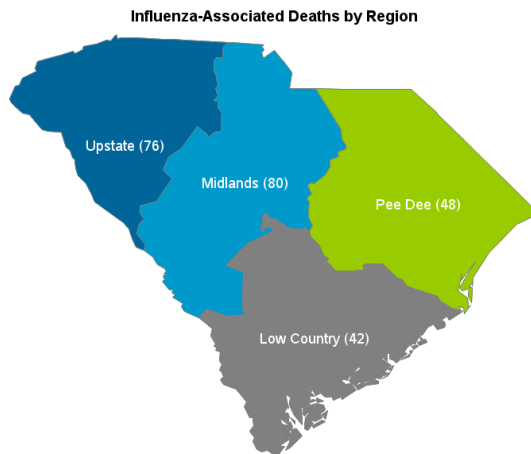 Influenza-Associated Deaths by Region
Upstate (76)
Midlands (80)
Pee Dee (48)
Low Country (42)